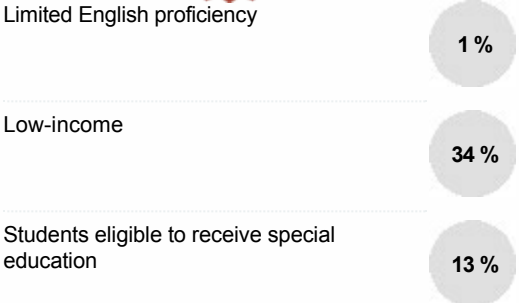 Limited English proficiency
1 %
Low-income
34 %
Students eligible to receive special
education
13 %